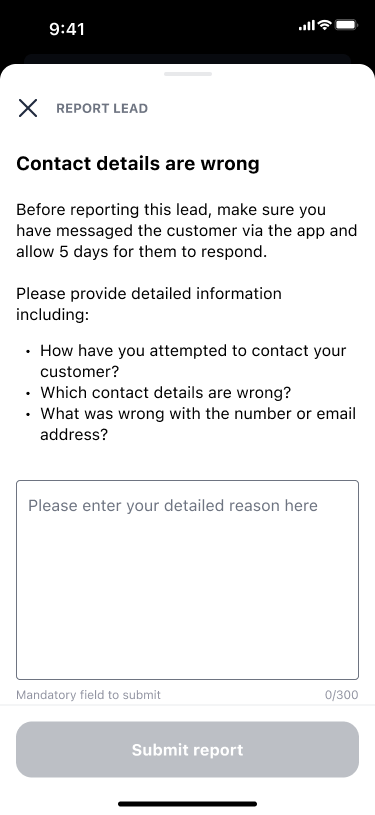 9:41
REPORT LEAD
Contact details are wrong
Before reporting this lead, make sure you
have messaged the customer via the app and
allow 5 days for them to respond.
Please provide detailed information
including:
• How have you attempted to contact your
customer?
• Which contact details are wrong?
• What was wrong with the number or email
address?
Please enter your detailed reason here
Mandatory field to submit 0/300
Submit report